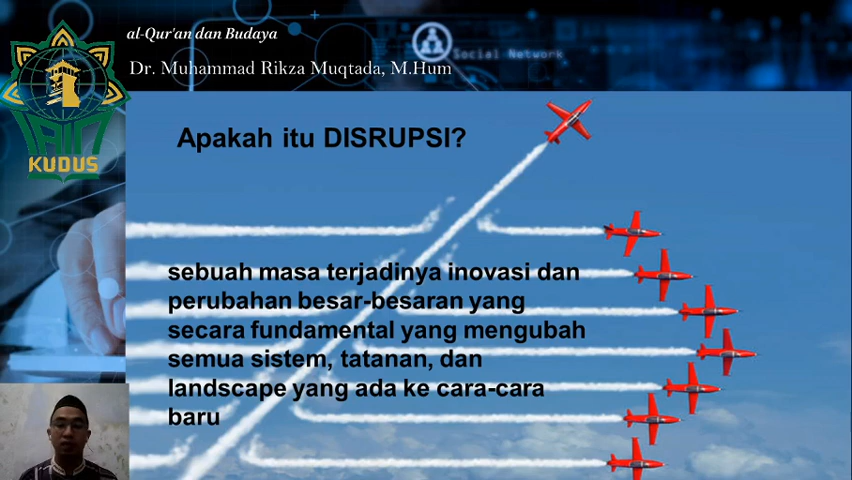 al-Qur'an dan Budaya
Dr. Muhammad Rikza Muqtada, M.Hum
Social Network
IAIN
KUDUS
Apakah itu DISRUPSI?
sebuah masa terjadinya inovasi dan
perubahan besar-besaran yang
secara fundamental yang mengubah
semua sistem, tatanan, dan
landscape yang ada ke cara-cara
baru